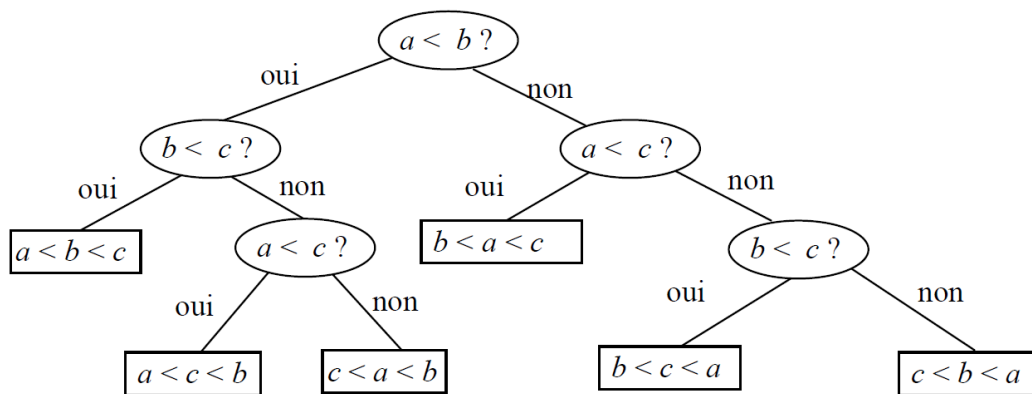 a < b ?
oui
non
b < c ?
a < c ?
oui
non
oui
non
a < b < c
a < c ?
b < a < c
b < c ?
oui
non
oui
non
a < c < b
c < a < b
b < c < a
c < b < a